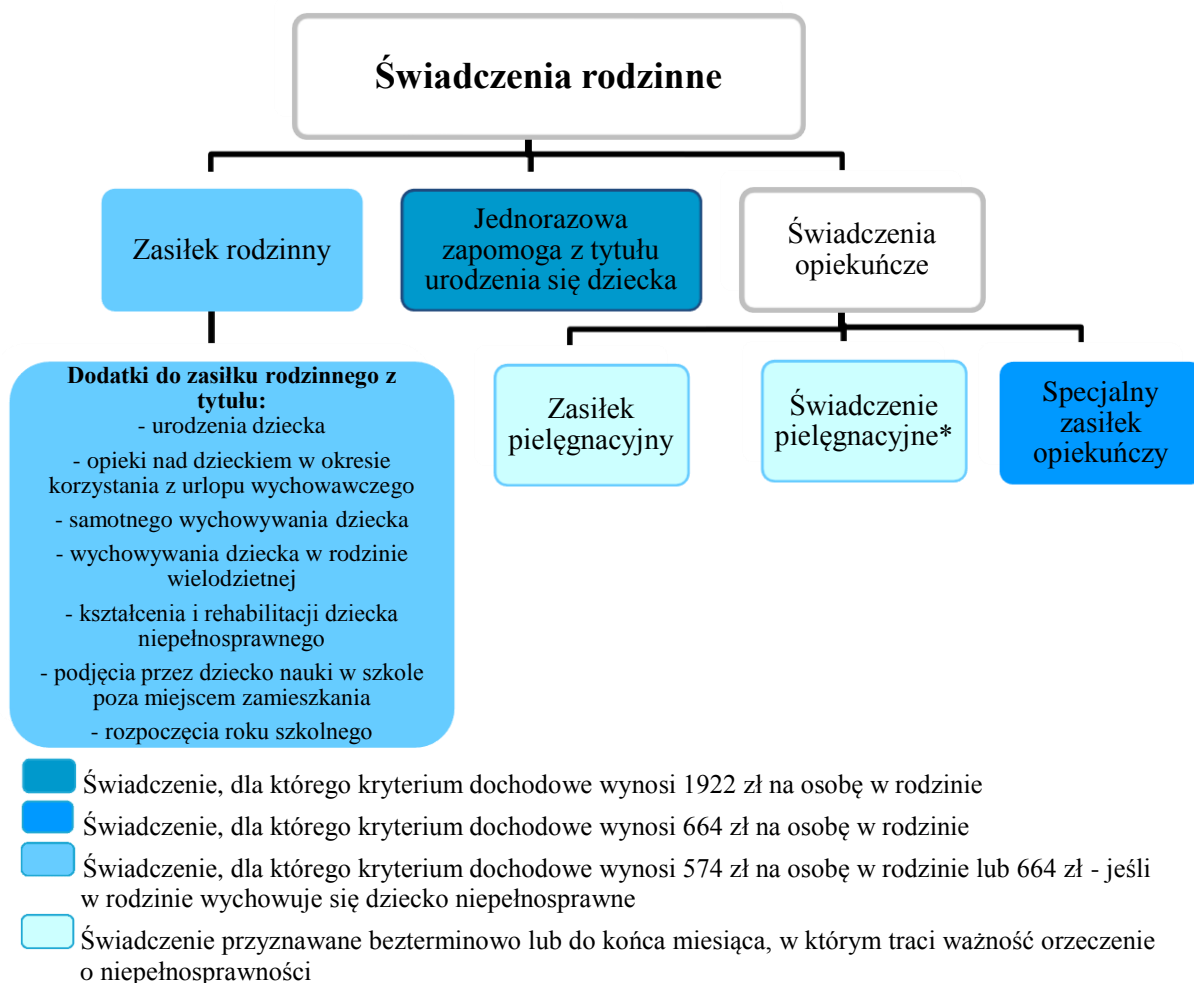 Świadczenia rodzinne
Zasiłek rodzinny
Jednorazowa
zapomoga z tytułu
urodzenia się dziecka
Świadczenia
opiekuńcze
Dodatki do zasiłku rodzinnego z
tytułu:
- urodzenia dziecka
- opieki nad dzieckiem w okresie
korzystania z urlopu wychowawczego
- samotnego wychowywania dziecka
- wychowywania dziecka w rodzinie
wielodzietnej
- kształcenia i rehabilitacji dziecka
niepełnosprawnego
- podjęcia przez dziecko nauki w szkole
poza miejscem zamieszkania
- rozpoczęcia roku szkolnego
Zasiłek
pielęgnacyjny
Świadczenie
pielęgnacyjne*
Specjalny
zasiłek
opiekuńczy
Świadczenie, dla którego kryterium dochodowe wynosi 1922 zł na osobę w rodzinie
Świadczenie, dla którego kryterium dochodowe wynosi 664 zł na osobę w rodzinie
Świadczenie, dla którego kryterium dochodowe wynosi 574 zł na osobę w rodzinie lub 664 zł - jeśli
w rodzinie wychowuje się dziecko niepełnosprawne
Świadczenie przyznawane bezterminowo lub do końca miesiąca, w którym traci ważność orzeczenie
o niepełnosprawności